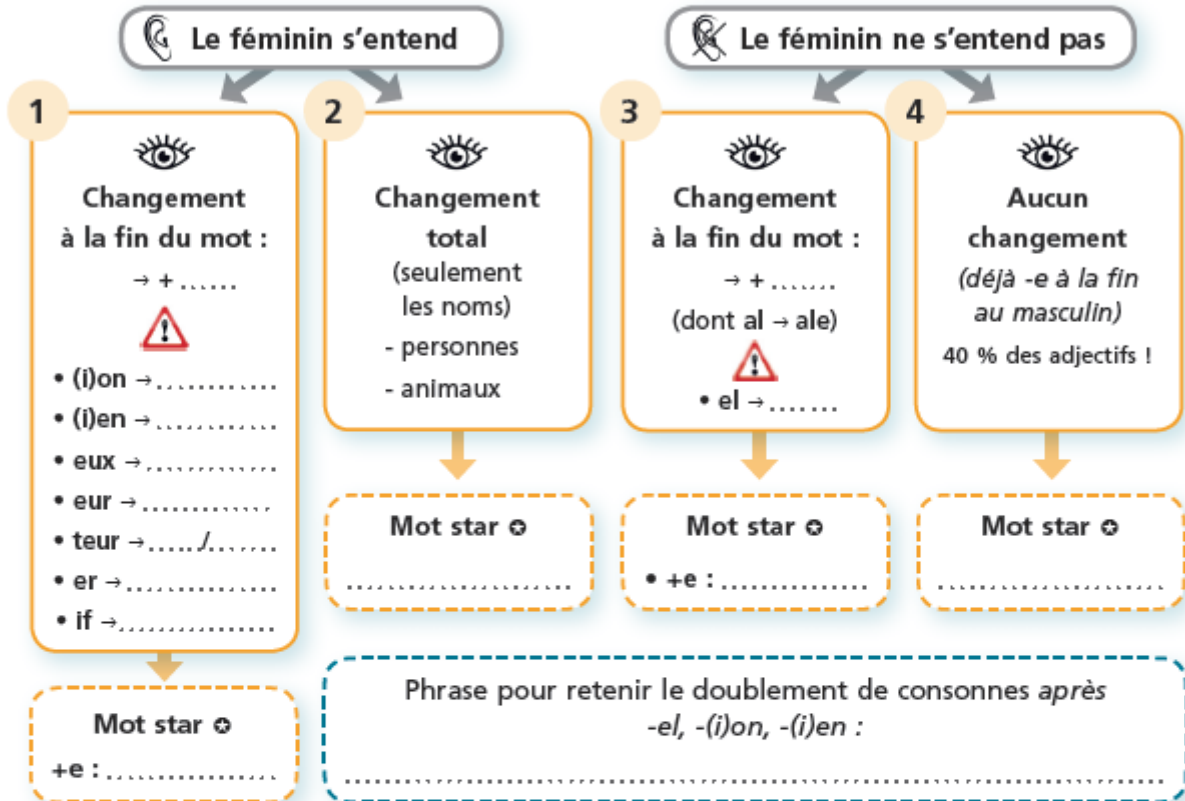 Le féminin s'entend
Le féminin ne s'entend pas
1
Changement
à la fin du mot :
→ + ......
• (i)on → .............
• (i)en → .............
• eux → .............
• eur → .............
• teur → ....../.......
• er → ...............
• if → ................
Mot star ✪
+e : ..................
2
Changement
total
(seulement
les noms)
- personnes
- animaux
Mot star ✪
........................
3
Changement
à la fin du mot :
→ + .......
(dont al → ale)
• el → .......
Mot star ✪
• +e : ...............
4
Aucun
changement
(déjà -e à la fin
au masculin)
40 % des adjectifs !
Mot star ✪
........................
Phrase pour retenir le doublement de consonnes après
-el, -(i)on, -(i)en :
................................................................................